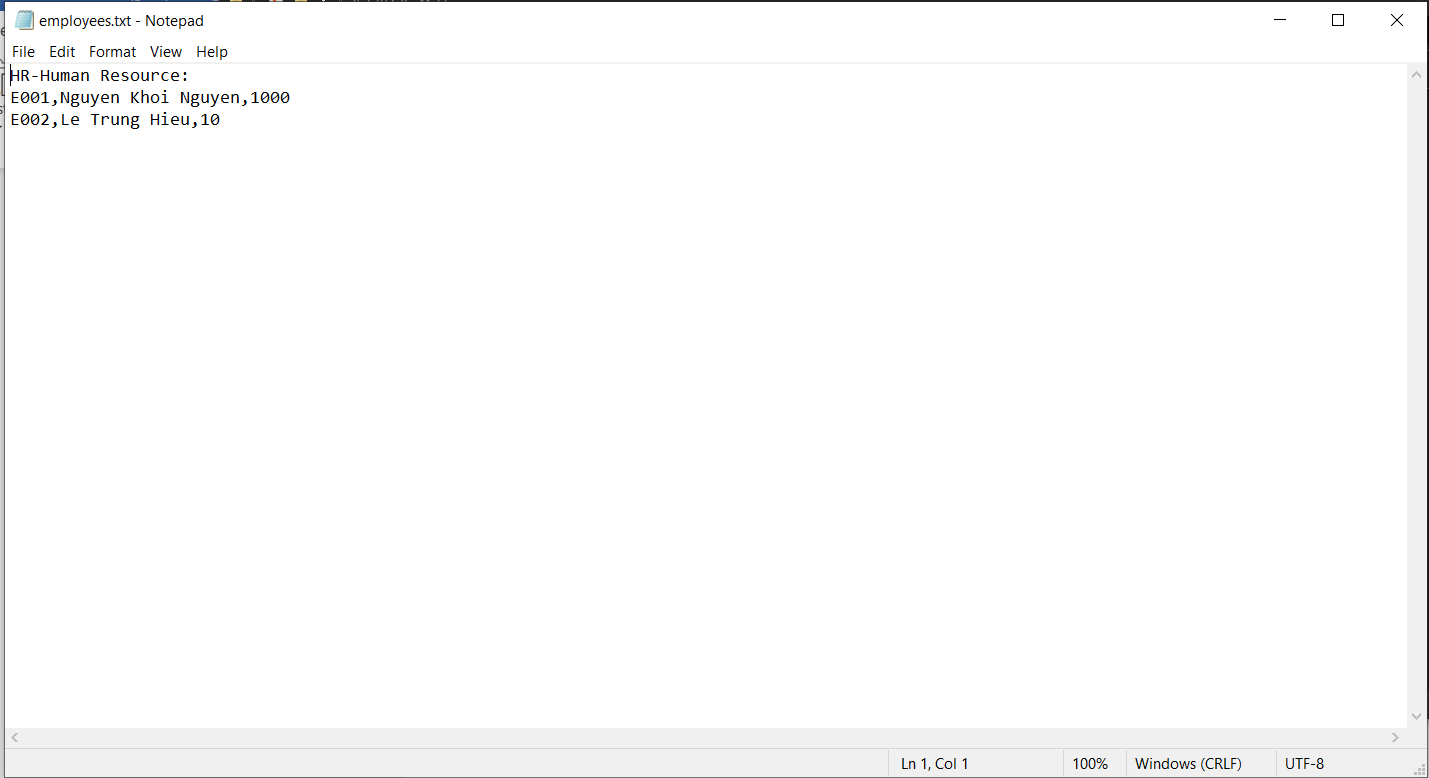 employees.txt - Notepad
File Edit Format View Help
HR-Human Resource:
E001,Nguyen Khoi Nguyen,1000
E002,Le Trung Hieu,10
Ln 1, Col 1 100% Windows (CRLF) UTF-8